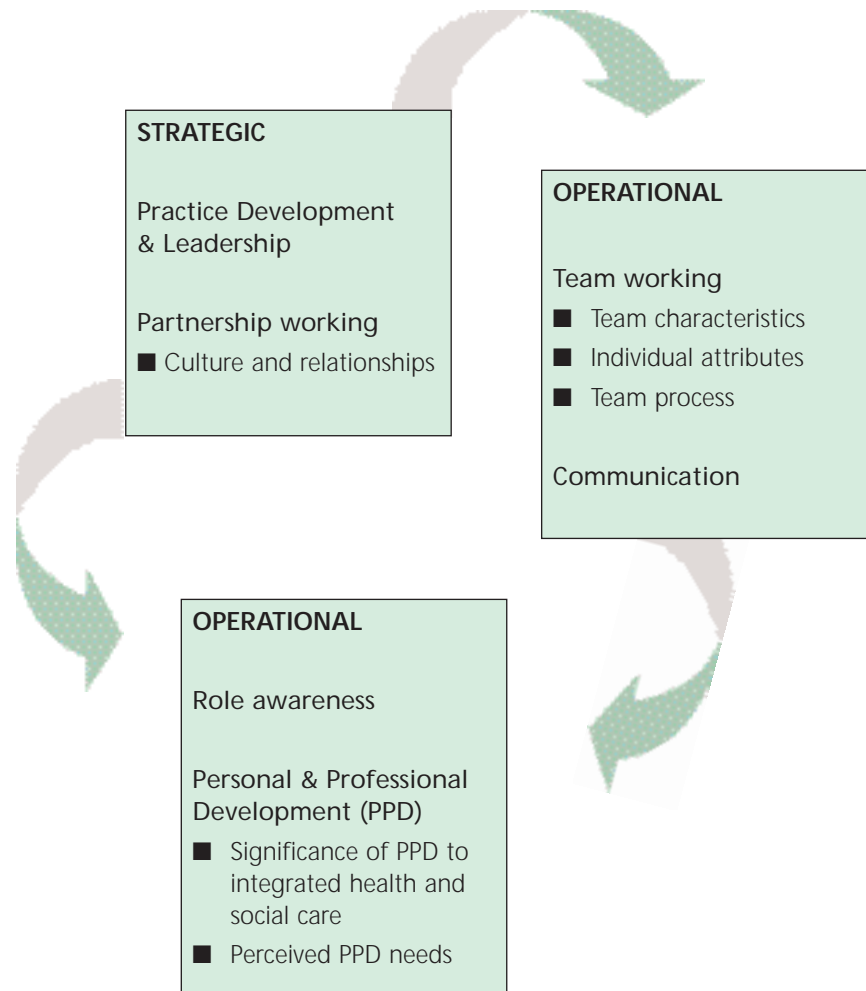 STRATEGIC
Practice Development
& Leadership
Partnership working
■ Culture and relationships
OPERATIONAL
Team working
■ Team characteristics
■ Individual attributes
■ Team process
Communication
OPERATIONAL
Role awareness
Personal & Professional
Development (PPD)
■ Significance of PPD to
integrated health and
social care
■ Perceived PPD needs